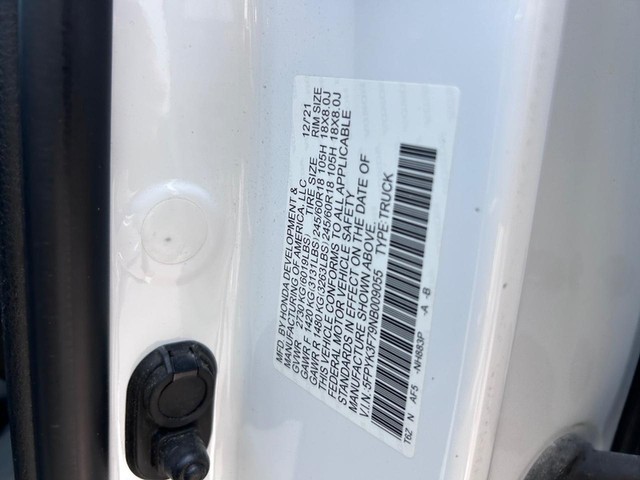 MFD. BY HONDA DEVELOPMENT &
MANUFACTURING OF AMERICA, LLC 12/21
GVWR 2730 KG(6019LBS) TIRE SIZE RIM SIZE
GAWR F 1420 KG(3131LBS) 245/60R18 105H 18X8.0J
GAWR R 1480 KG(3263LBS) 245/60R18 105H 18X8.0J
THIS VEHICLE CONFORMS TO ALL APPLICABLE
FEDERAL MOTOR VEHICLE SAFETY
STANDARDS IN EFFECT ON THE DATE OF
MANUFACTURE SHOWN ABOVE.
V.I.N. 5FPYK3F79NB009055 TYPE:TRUCK
T6Z N AF5 -NH883P -A -B